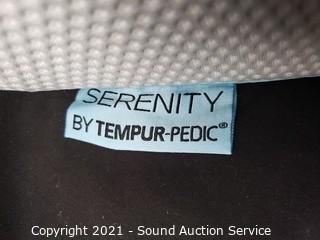 SERENITY
BY TEMPUR-PEDIC®
Copyright 2021 - Sound Auction Service